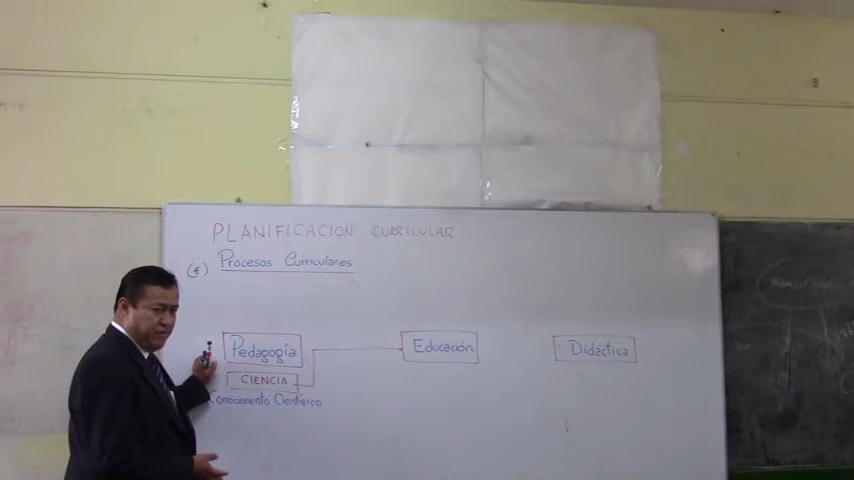 PLANIFICACION CURRICULAR
(*) Procesos Curriculares
Pedagogía
Educación
Didáctica
CIENCIA
Conocimiento Científico